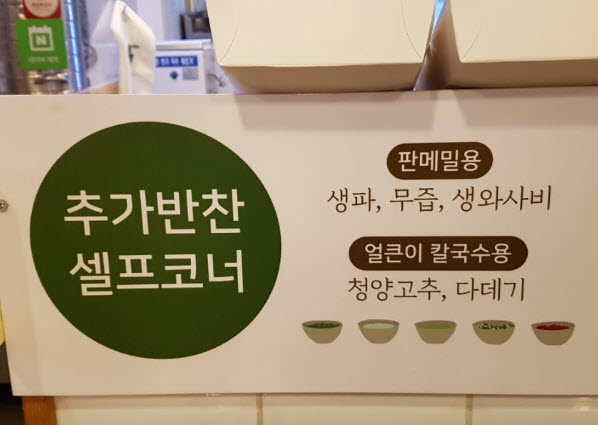 추가반찬
셀프코너
판메밀용
생파, 무즙, 생와사비
얼큰이 칼국수용
청양고추, 다데기
N